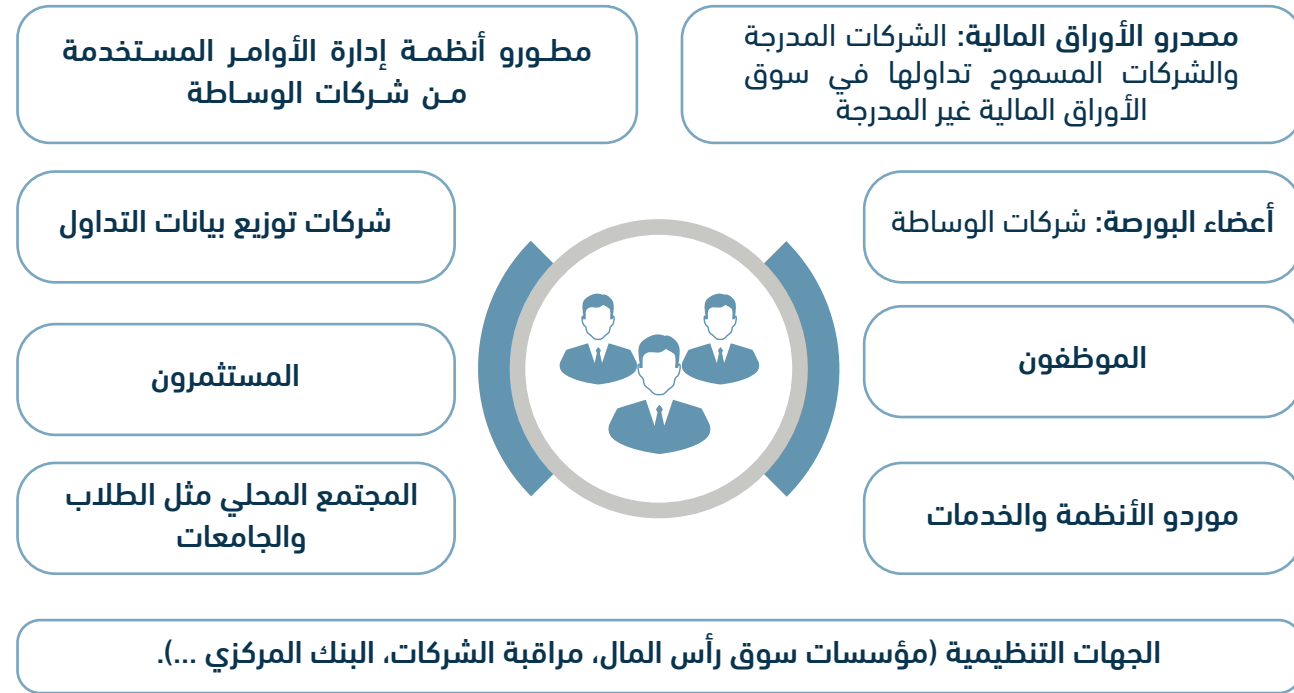 مصدرو الأوراق المالية: الشركات المدرجة
والشركات المسموح تداولها في سوق
الأوراق المالية غير المدرجة
مطورو أنظمة إدارة الأوامر المستخدمة
من شركات الوساطة
أعضاء البورصة: شركات الوساطة
شركات توزيع بيانات التداول
الموظفون
المستثمرون
موردو الأنظمة والخدمات
المجتمع المحلي مثل الطلاب
والجامعات
الجهات التنظيمية (مؤسسات سوق رأس المال، مراقبة الشركات، البنك المركزي ...).